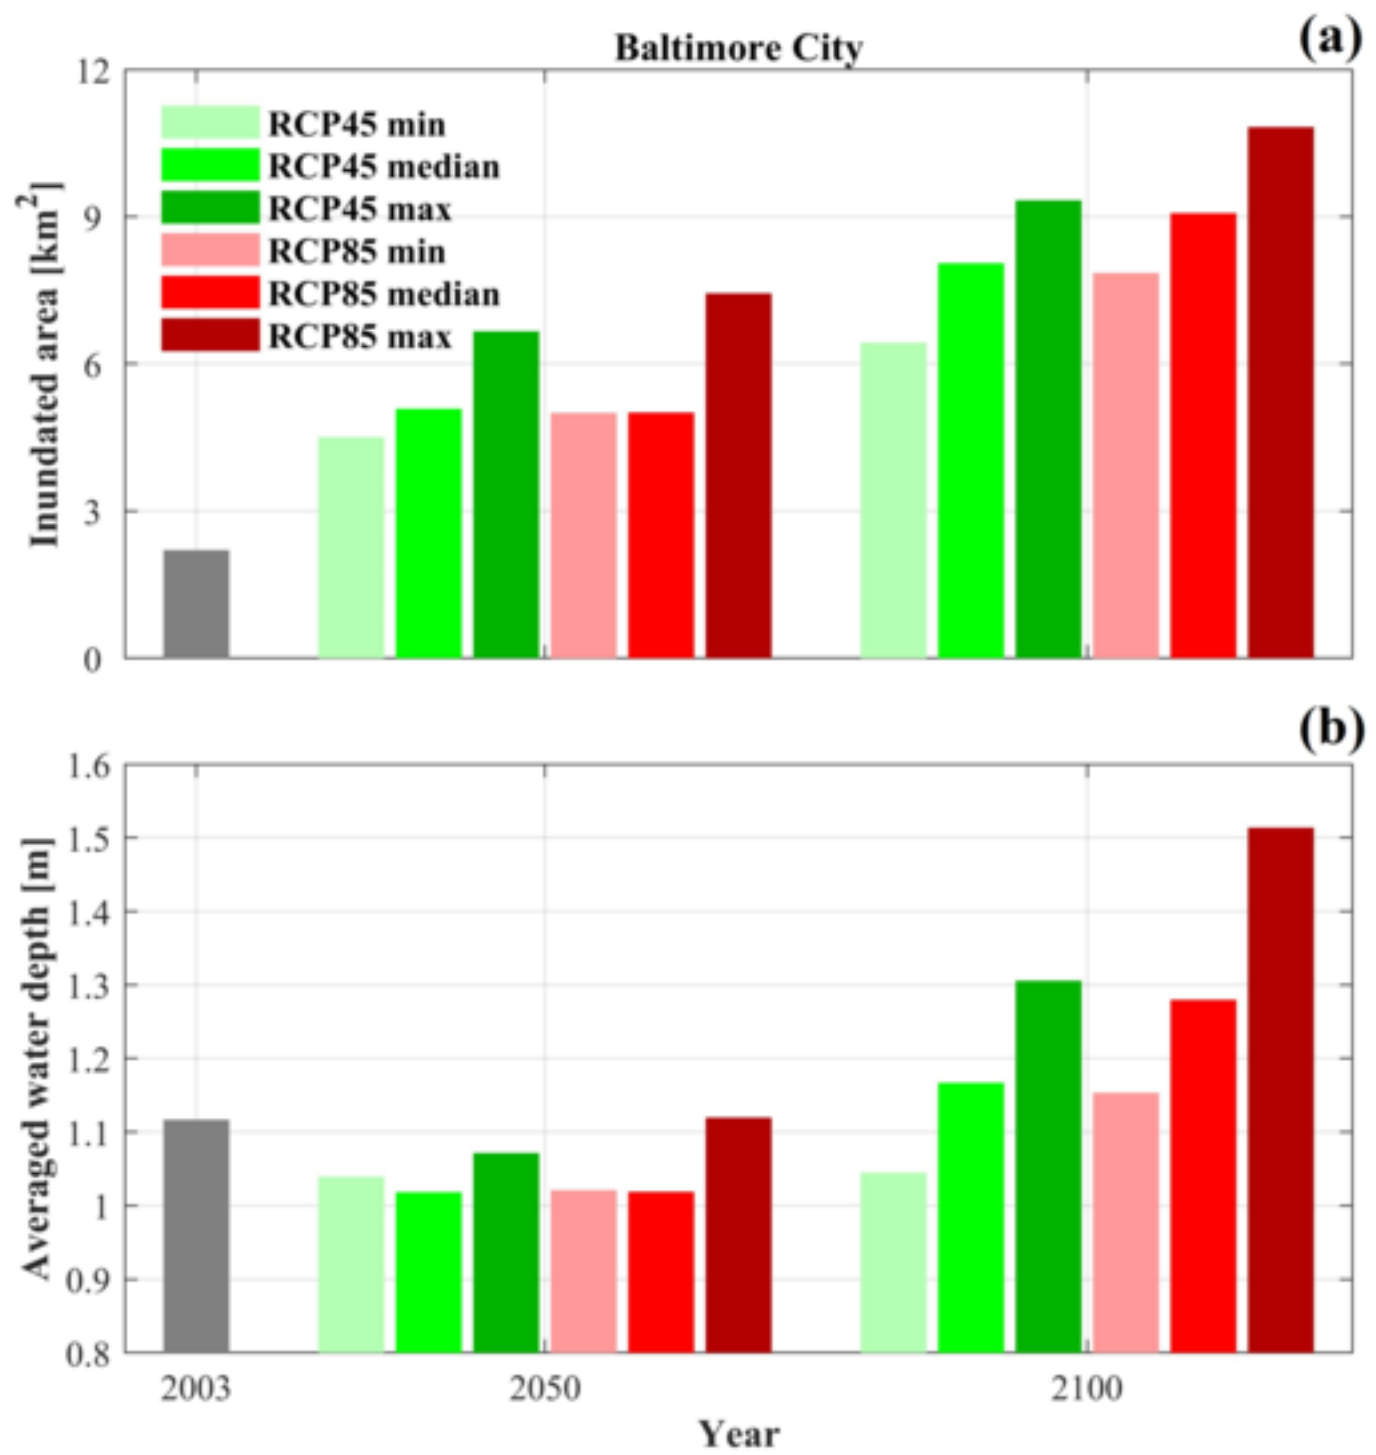 Baltimore City
(a)
12
9
6
3
0
Inundated area [km²]
RCP45 min
RCP45 median
RCP45 max
RCP85 min
RCP85 median
RCP85 max
(b)
1.6
1.5
1.4
1.3
1.2
1.1
1
0.9
0.8
Averaged water depth [m]
2003 2050 2100
Year